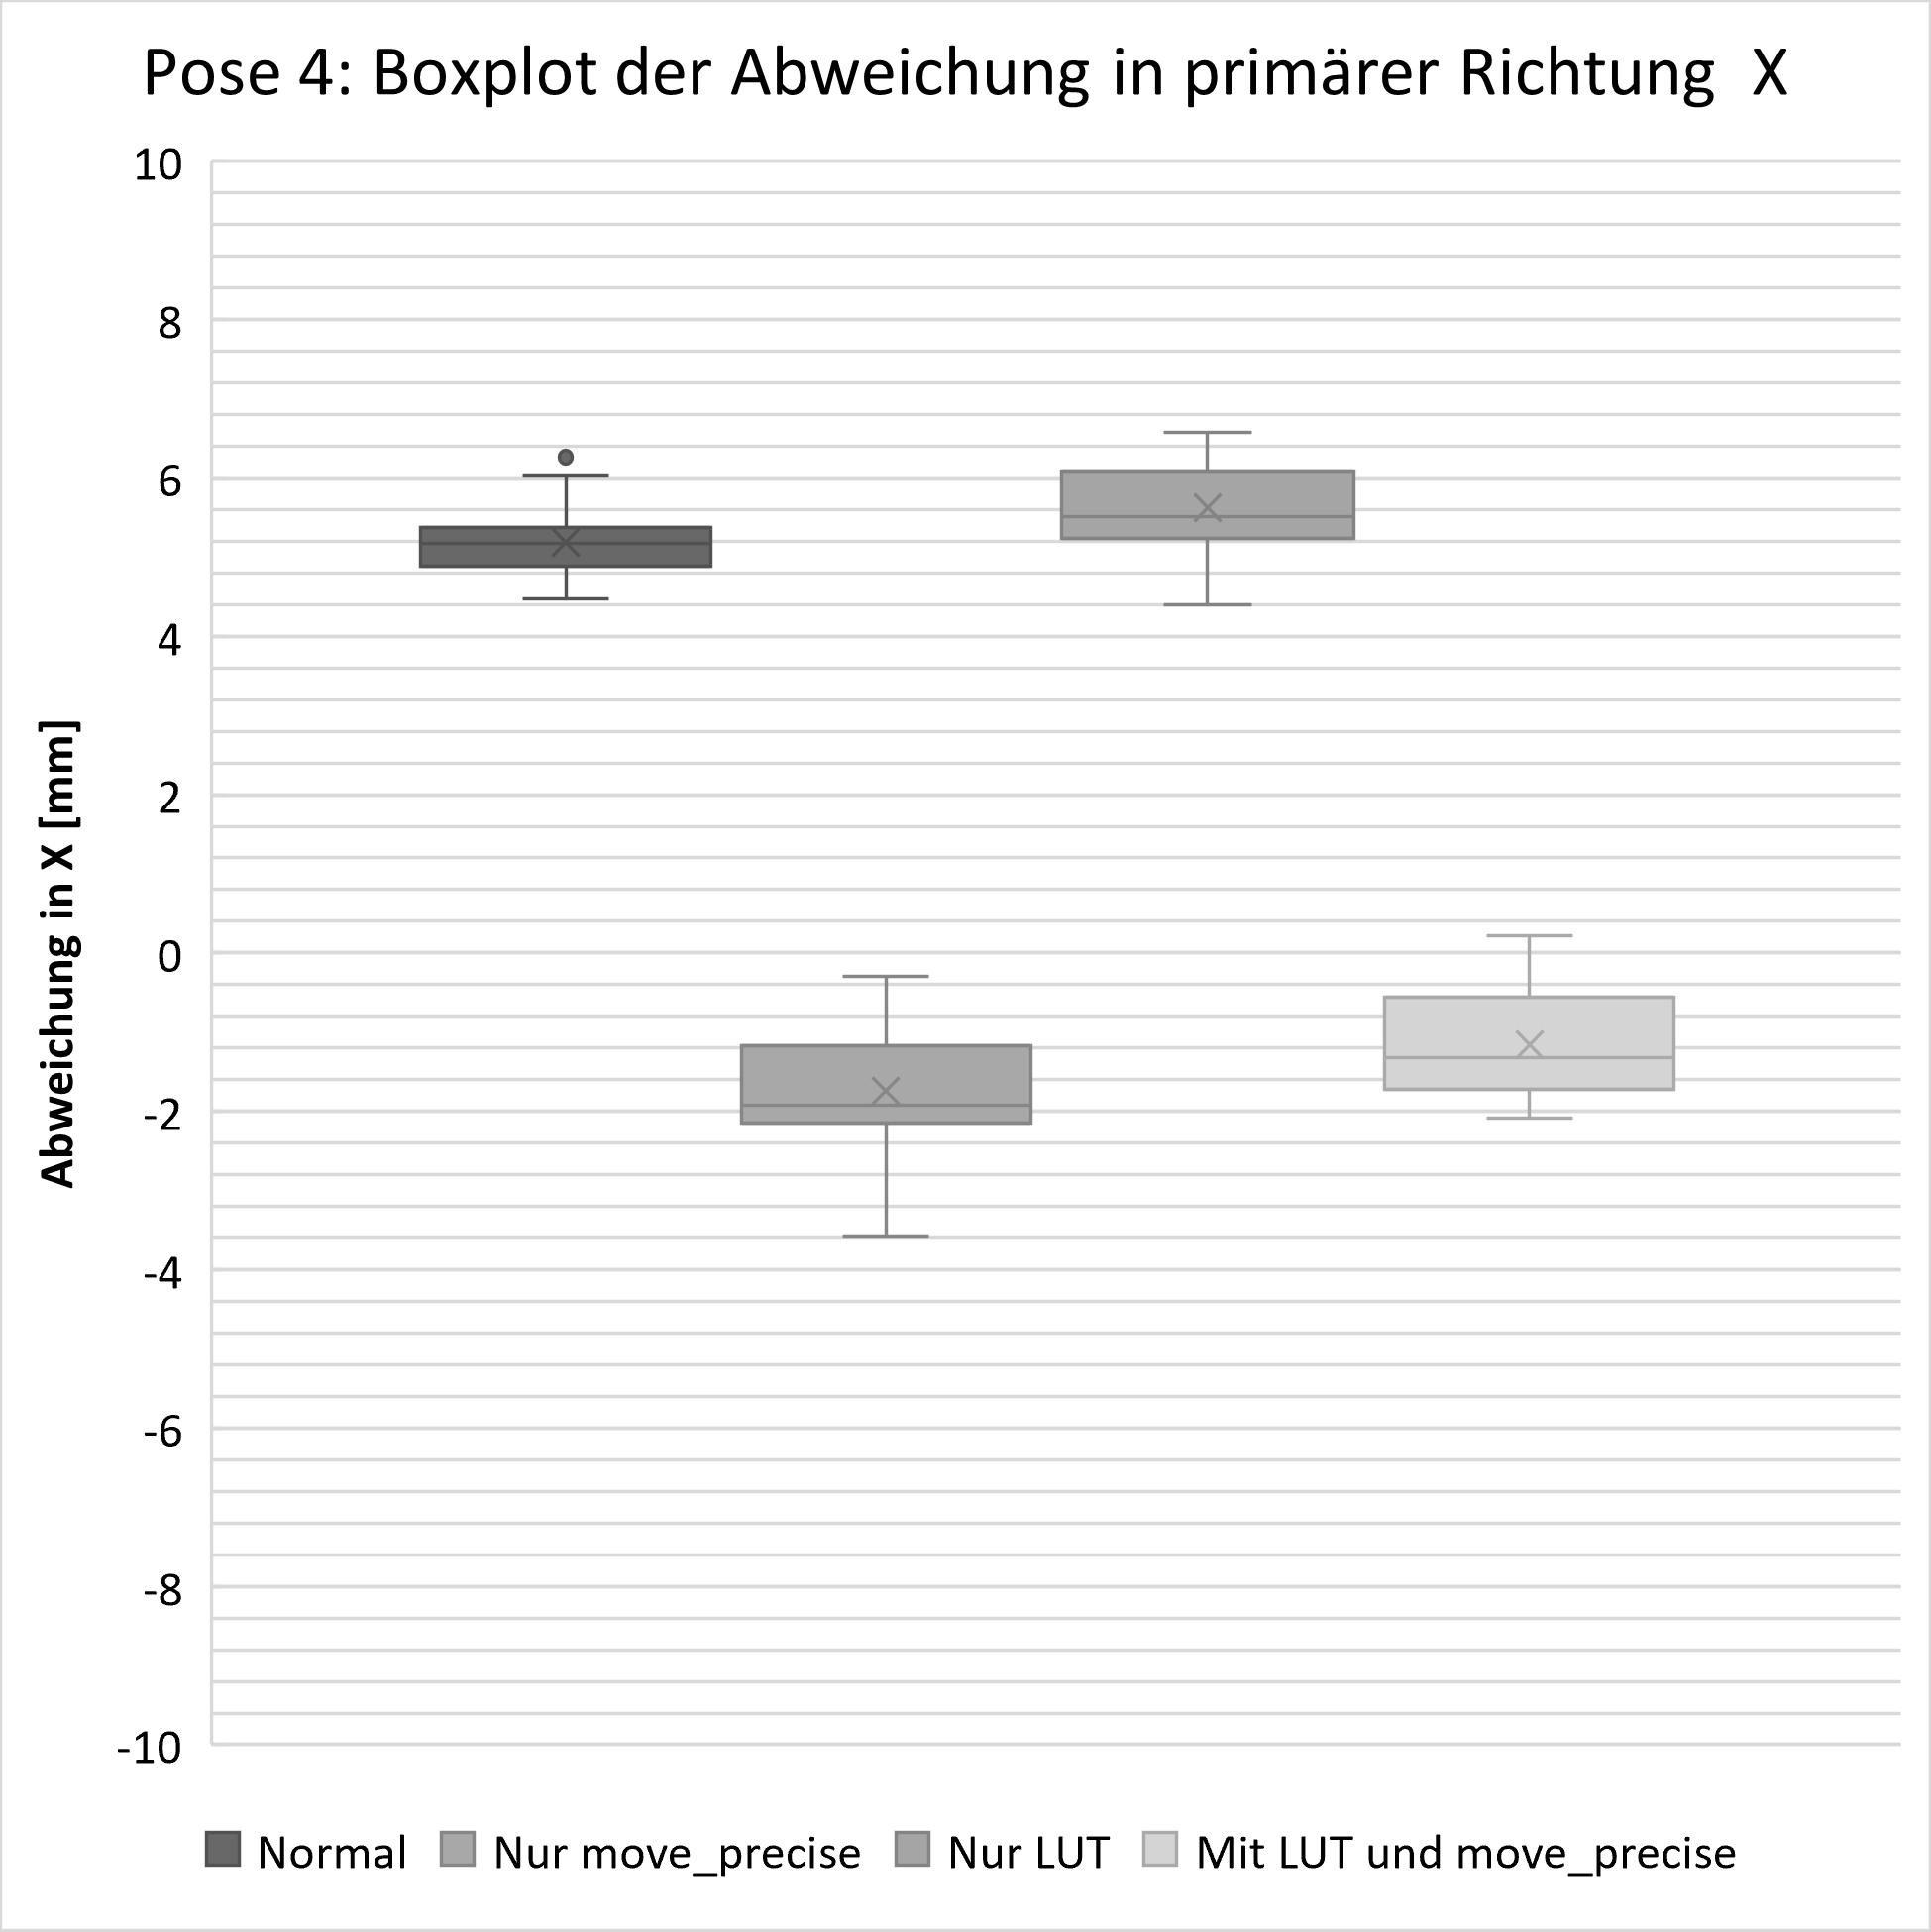 Pose 4: Boxplot der Abweichung in primärer Richtung X
Abweichung in X [mm]
10
8
6
4
2
0
-2
-4
-6
-8
-10
Normal
Nur move_precise
Nur LUT
Mit LUT und move_precise